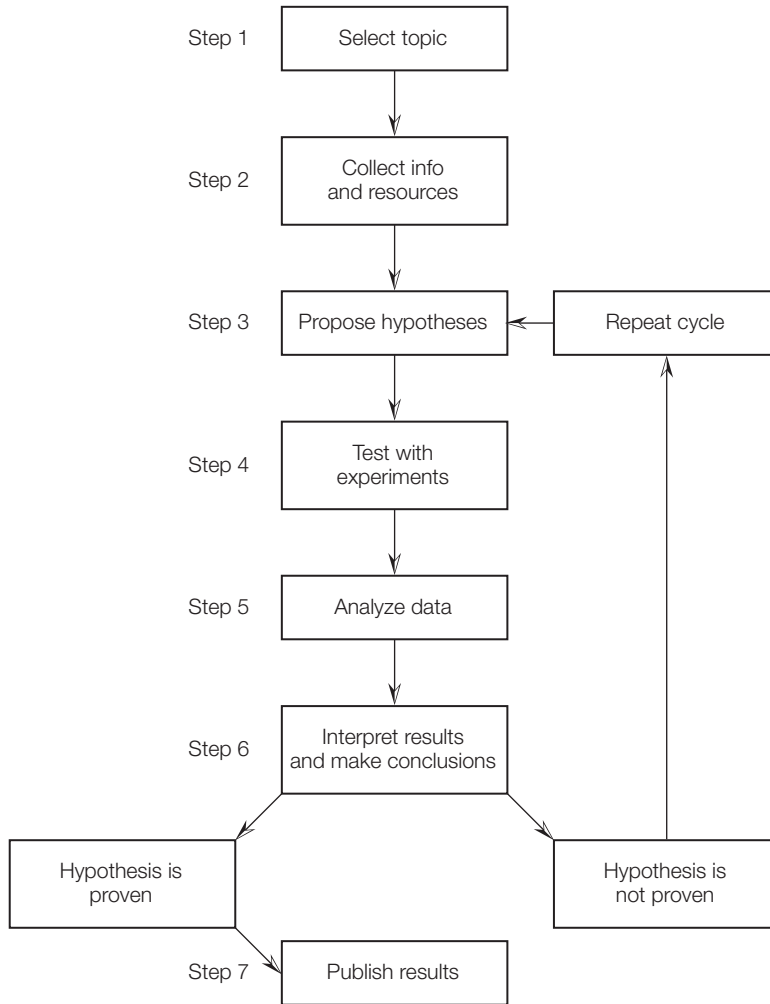 Step 1
Select topic
Step 2
Collect info
and resources
Step 3
Propose hypotheses
Repeat cycle
Step 4
Test with
experiments
Step 5
Analyze data
Step 6
Interpret results
and make conclusions
Hypothesis is
proven
Hypothesis is
not proven
Step 7
Publish results